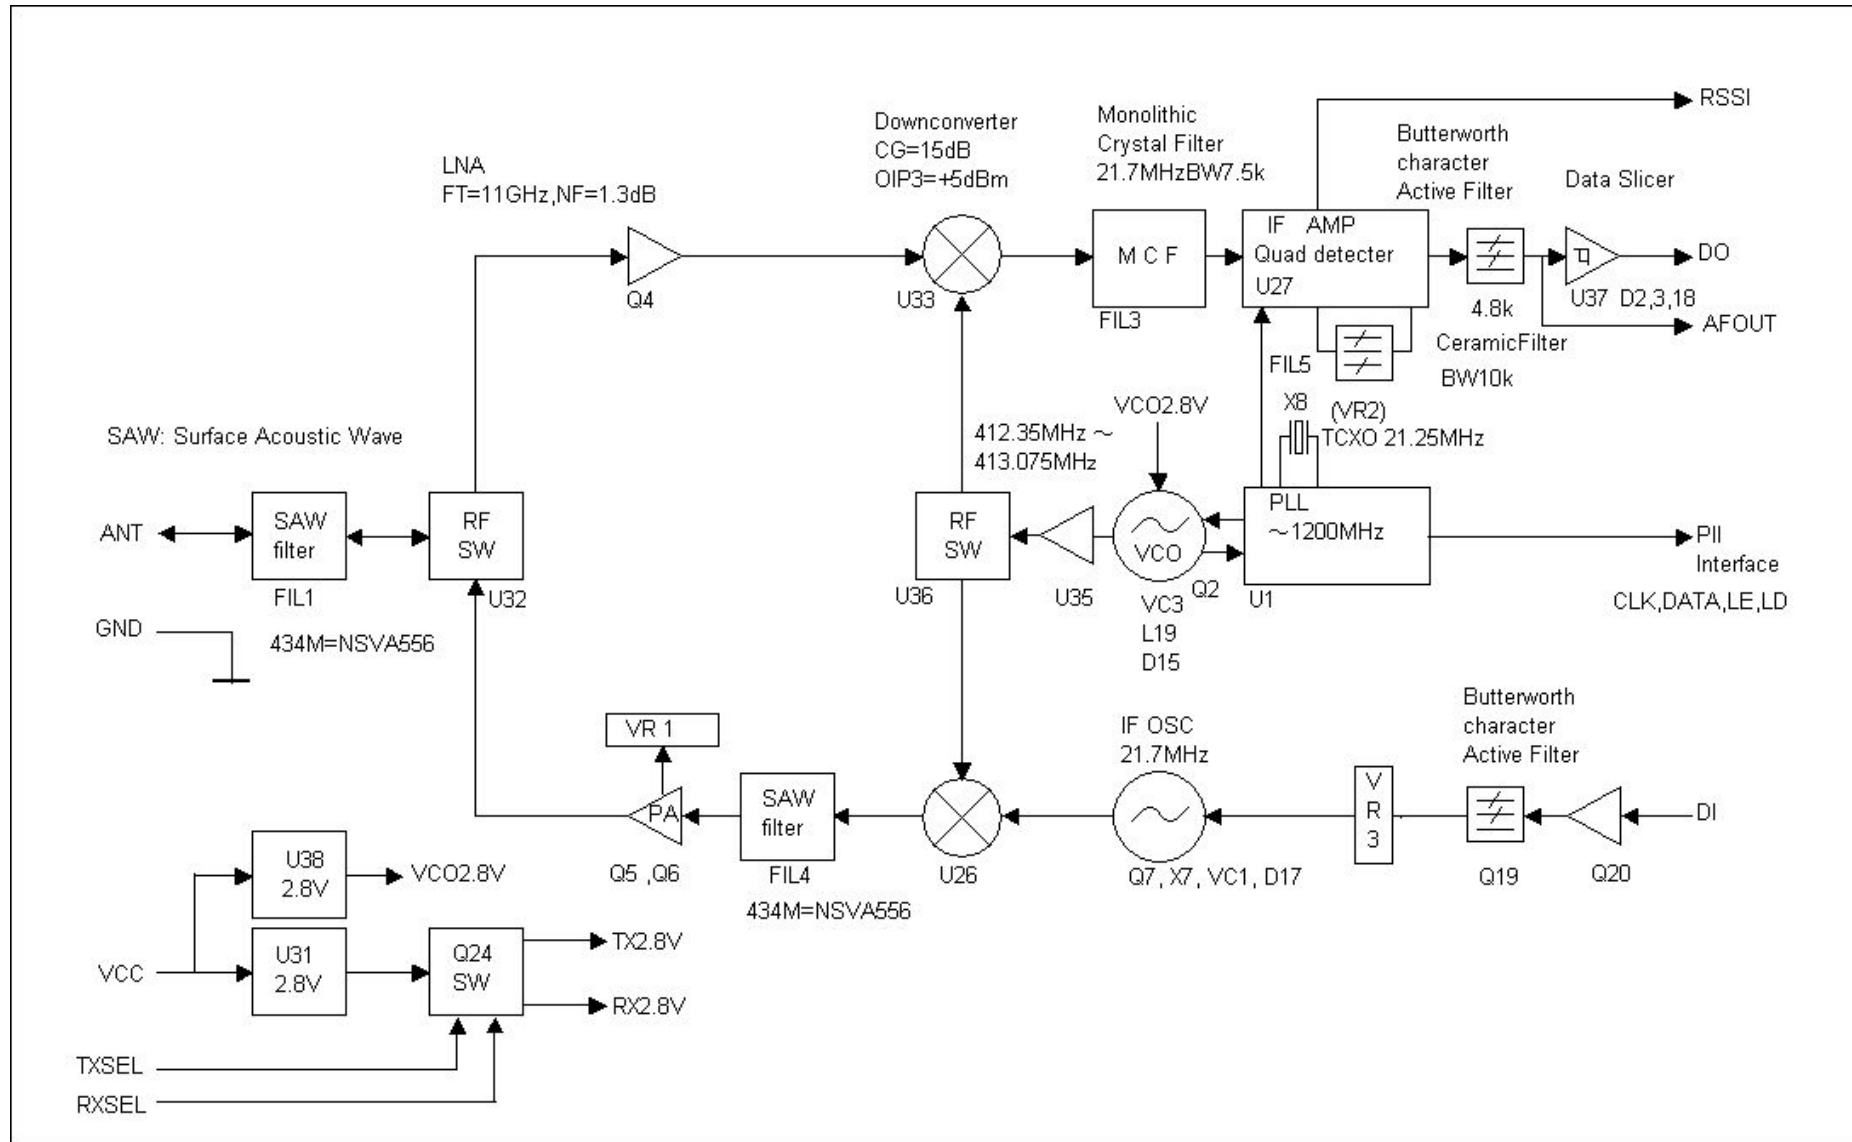 RSSI
Downconverter
CG=15dB
OIP3=+5dBm
Monolithic
Crystal Filter
21.7MHzBW7.5k
Butterworth
character
Active Filter
LNA
FT=11GHz,NF=1.3dB
Data Slicer
IF AMP
Quad detecter
U27
M C F
DO
Q4
U33
FIL3
4.8k
U37 D2,3,18
AFOUT
CeramicFilter
BW10k
FIL5
X8
(VR2)
TCXO 21.25MHz
VCO2.8V
412.35MHz ～
413.075MHz
SAW: Surface Acoustic Wave
ANT
SAW
filter
FIL1
434M=NSVA556
RF
SW
U32
RF
SW
U36
U35
VCO
Q2
VC3
L19
D15
PLL
～1200MHz
U1
PII
Interface
CLK,DATA,LE,LD
GND
Butterworth
character
Active Filter
VR 1
IF OSC
21.7MHz
PA
Q5 ,Q6
SAW
filter
FIL4
434M=NSVA556
U26
Q7, X7, VC1, D17
V
R
3
Q19
Q20
DI
U38
2.8V
VCO2.8V
VCC
U31
2.8V
Q24
SW
TX2.8V
RX2.8V
TXSEL
RXSEL